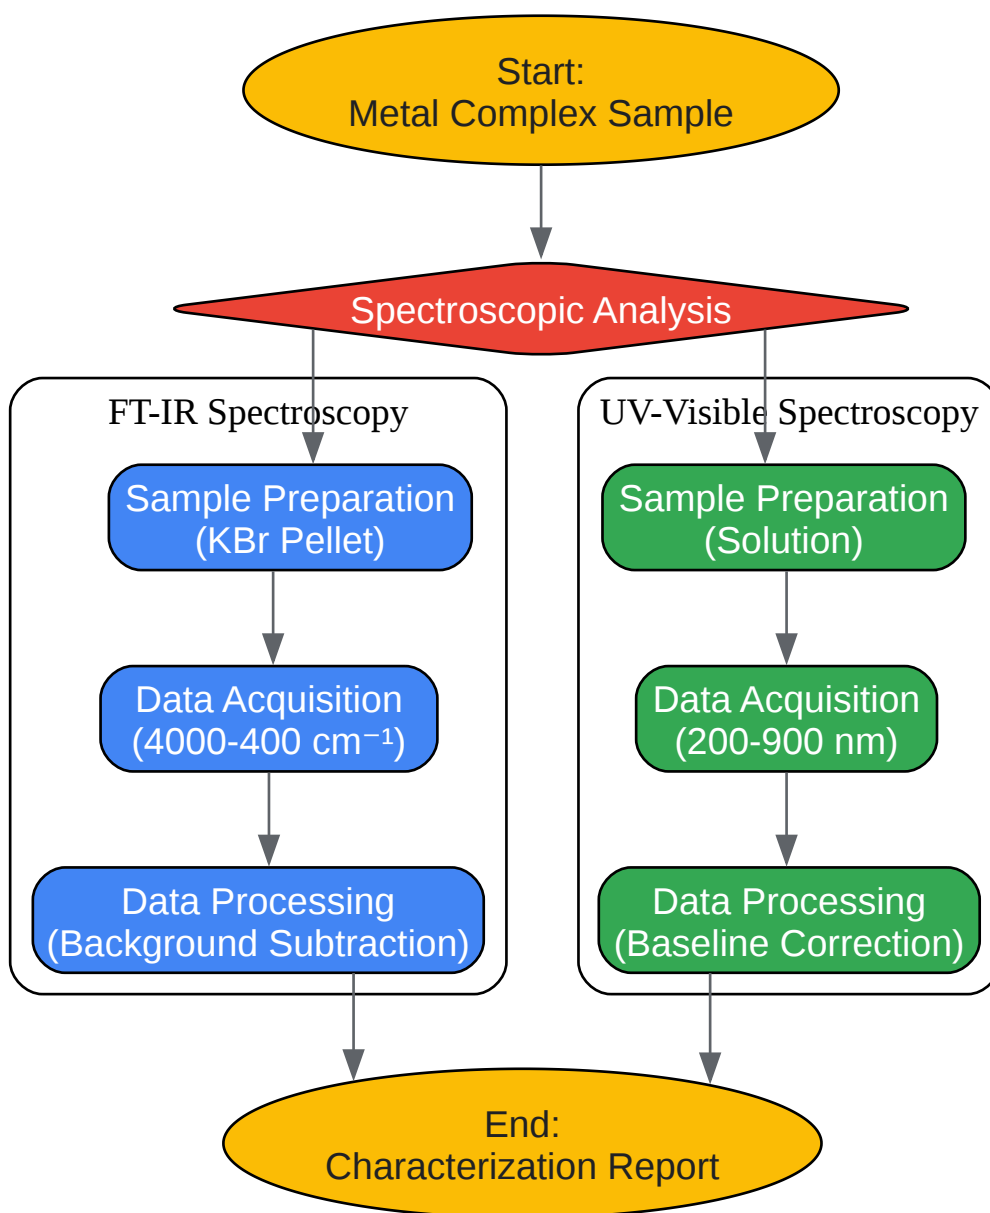 Start:
Metal Complex Sample
Spectroscopic Analysis
FT-IR Spectroscopy
Sample Preparation
(KBr Pellet)
Data Acquisition
(4000-400 cm⁻¹)
Data Processing
(Background Subtraction)
UV-Visible Spectroscopy
Sample Preparation
(Solution)
Data Acquisition
(200-900 nm)
Data Processing
(Baseline Correction)
End:
Characterization Report